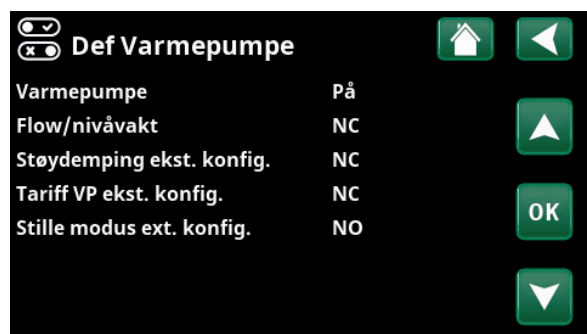 Def Varmepumpe
Varmepumpe På
Flow/nivåvakt NC
Støydemping ekst. konfig. NC
Tariff VP ekst. konfig. NC
Stille modus ext. konfig. NO
OK